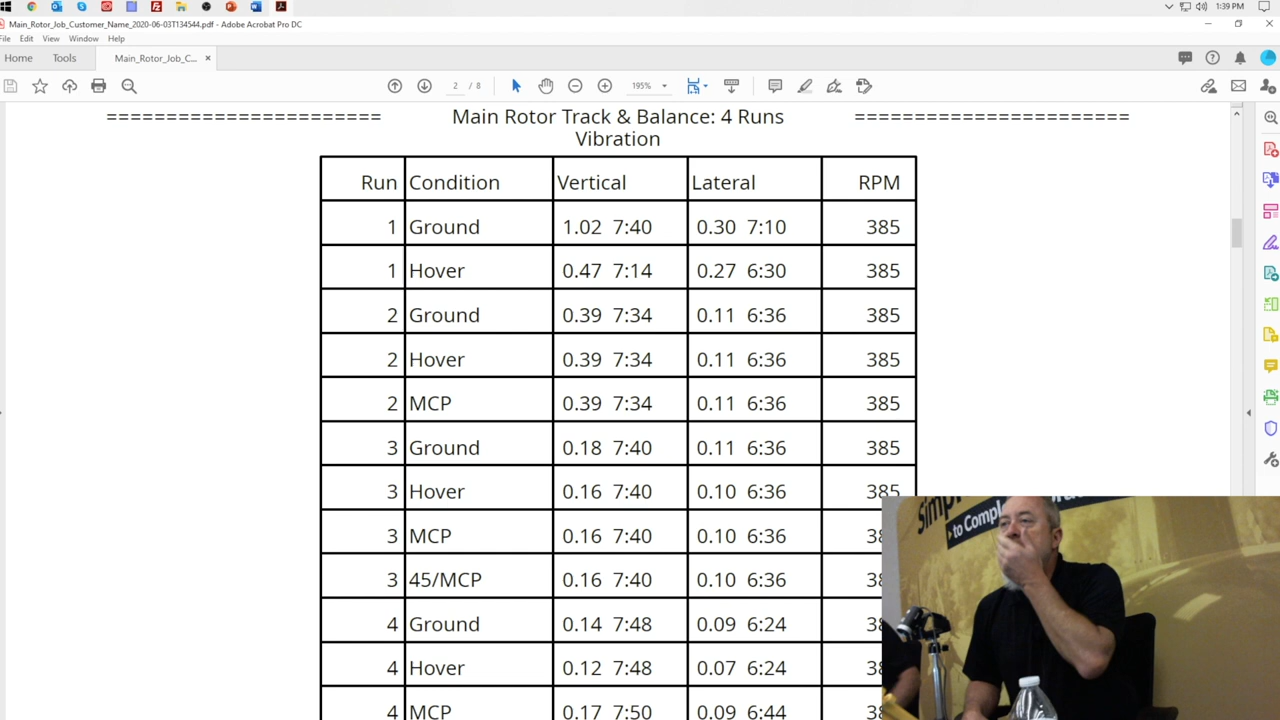 1:39 PM
Main_Rotor_Job_Customer_Name_2020-06-03T134544.pdf - Adobe Acrobat Pro DC
File Edit View Window Help
Home Tools Main_Rotor_Job_C... ×
2 / 8 195%
====================== Main Rotor Track & Balance: 4 Runs ======================
Vibration
Run Condition Vertical Lateral RPM
1 Ground 1.02 7:40 0.30 7:10 385
1 Hover 0.47 7:14 0.27 6:30 385
2 Ground 0.39 7:34 0.11 6:36 385
2 Hover 0.39 7:34 0.11 6:36 385
2 MCP 0.39 7:34 0.11 6:36 385
3 Ground 0.18 7:40 0.11 6:36 385
3 Hover 0.16 7:40 0.10 6:36 385
3 MCP 0.16 7:40 0.10 6:36 38
3 45/MCP 0.16 7:40 0.10 6:36 38
4 Ground 0.14 7:48 0.09 6:24 38
4 Hover 0.12 7:48 0.07 6:24 38
4 MCP 0.17 7:50 0.09 6:44 38
Simpl
to Compl